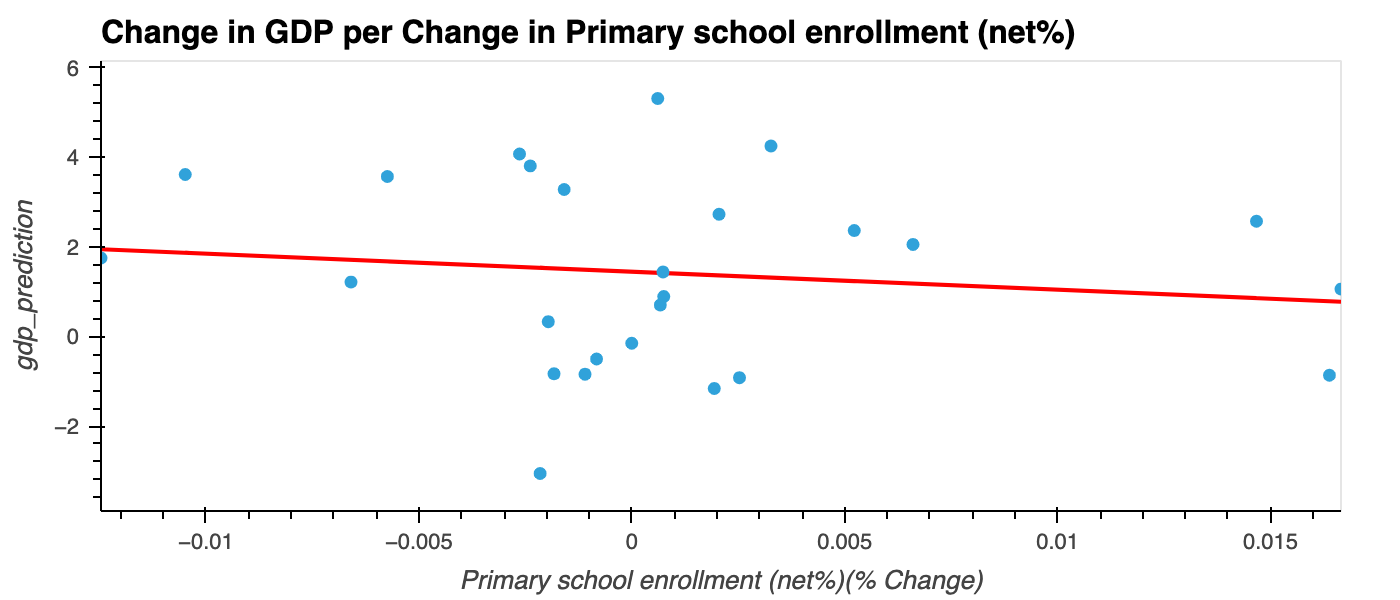 Change in GDP per Change in Primary school enrollment (net%)
6
4
2
0
−2
gdp_prediction
−0.01 −0.005 0 0.005 0.01 0.015
Primary school enrollment (net%)(% Change)